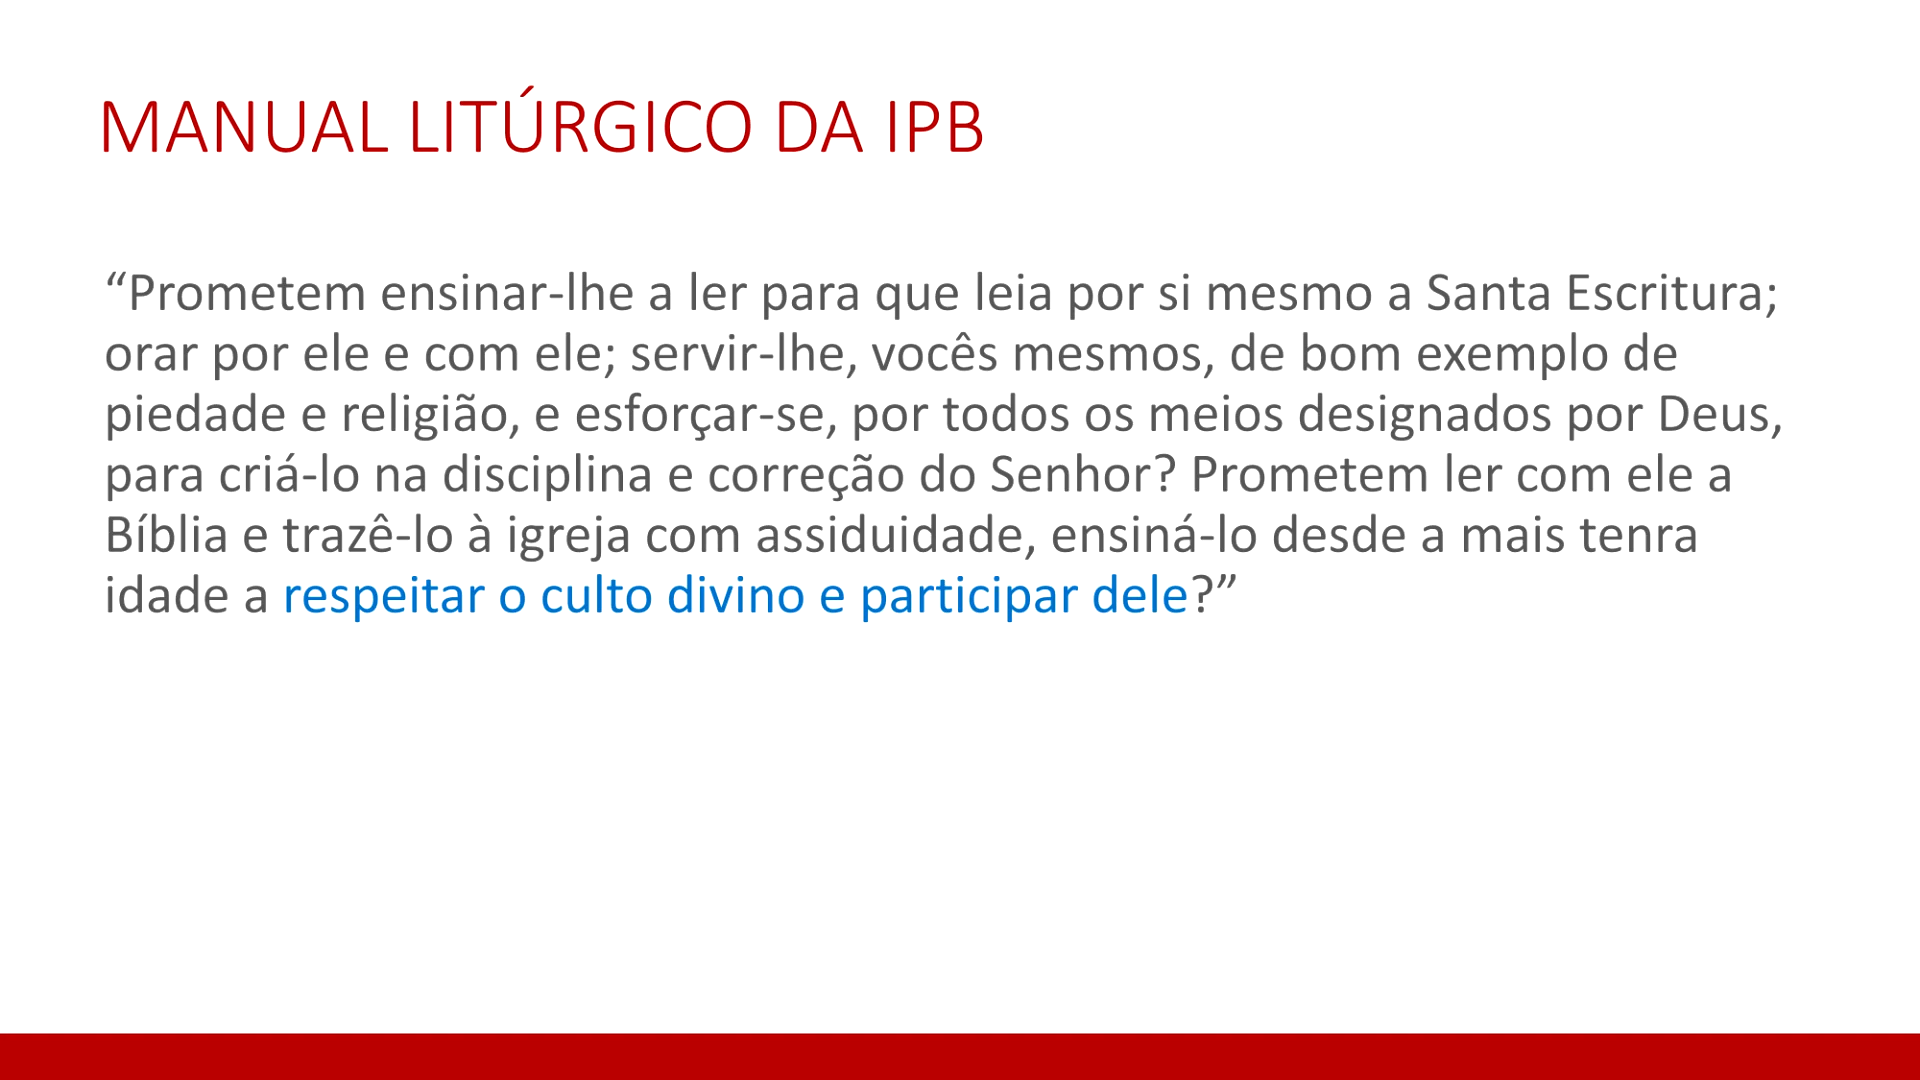 MANUAL LITÚRGICO DA IPB
“Prometem ensinar-lhe a ler para que leia por si mesmo a Santa Escritura;
orar por ele e com ele; servir-lhe, vocês mesmos, de bom exemplo de
piedade e religião, e esforçar-se, por todos os meios designados por Deus,
para criá-lo na disciplina e correção do Senhor? Prometem ler com ele a
Bíblia e trazê-lo à igreja com assiduidade, ensiná-lo desde a mais tenra
idade a respeitar o culto divino e participar dele?”